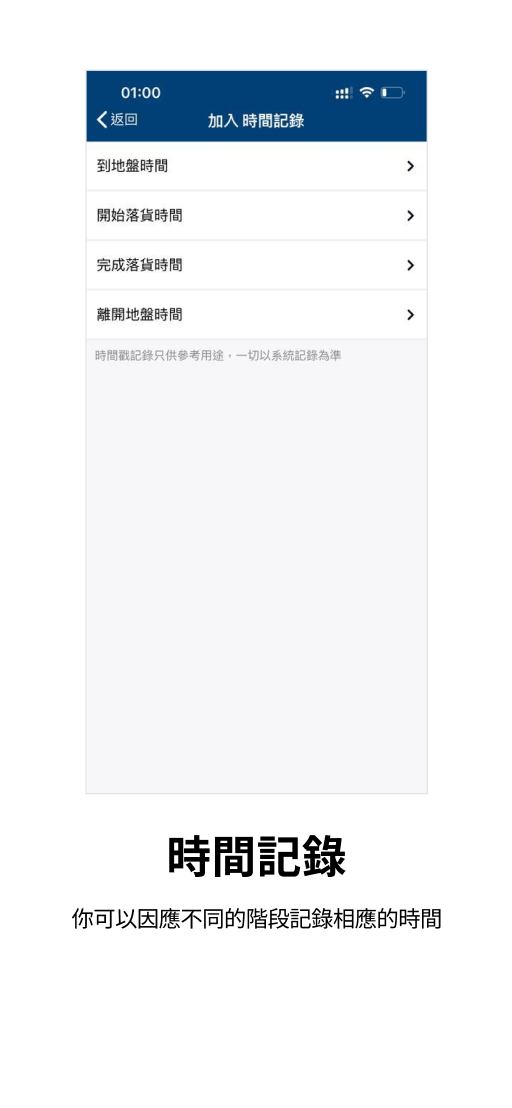 01:00
返回
加入 時間記錄
到地盤時間
開始落貨時間
完成落貨時間
離開地盤時間
時間戳記錄只供參考用途，一切以系統記錄為準
時間記錄
你可以因應不同的階段記錄相應的時間